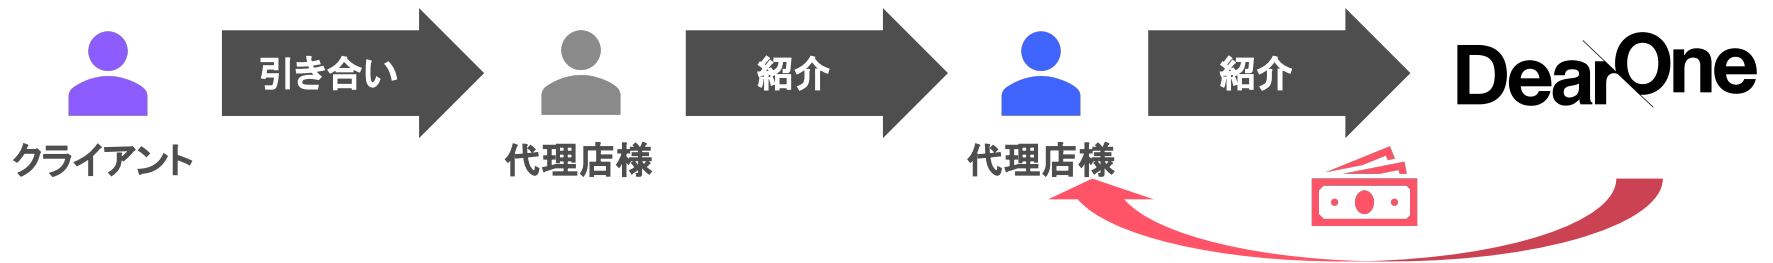 引き合い
紹介
紹介
DearOne
クライアント
代理店様
代理店様